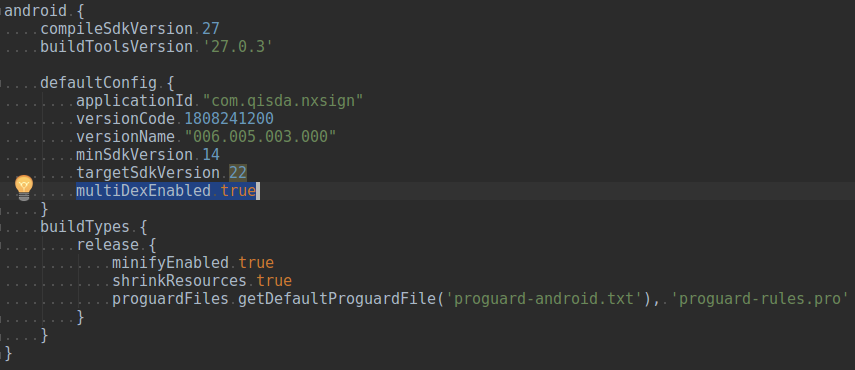 android {
    compileSdkVersion 27
    buildToolsVersion '27.0.3'
    defaultConfig {
        applicationId "com.qisda.nxsign"
        versionCode 1808241200
        versionName "006.005.003.000"
        minSdkVersion 14
        targetSdkVersion 22
        multiDexEnabled true
    }
    buildTypes {
        release {
            minifyEnabled true
            shrinkResources true
            proguardFiles getDefaultProguardFile('proguard-android.txt'), 'proguard-rules.pro'
        }
    }
}